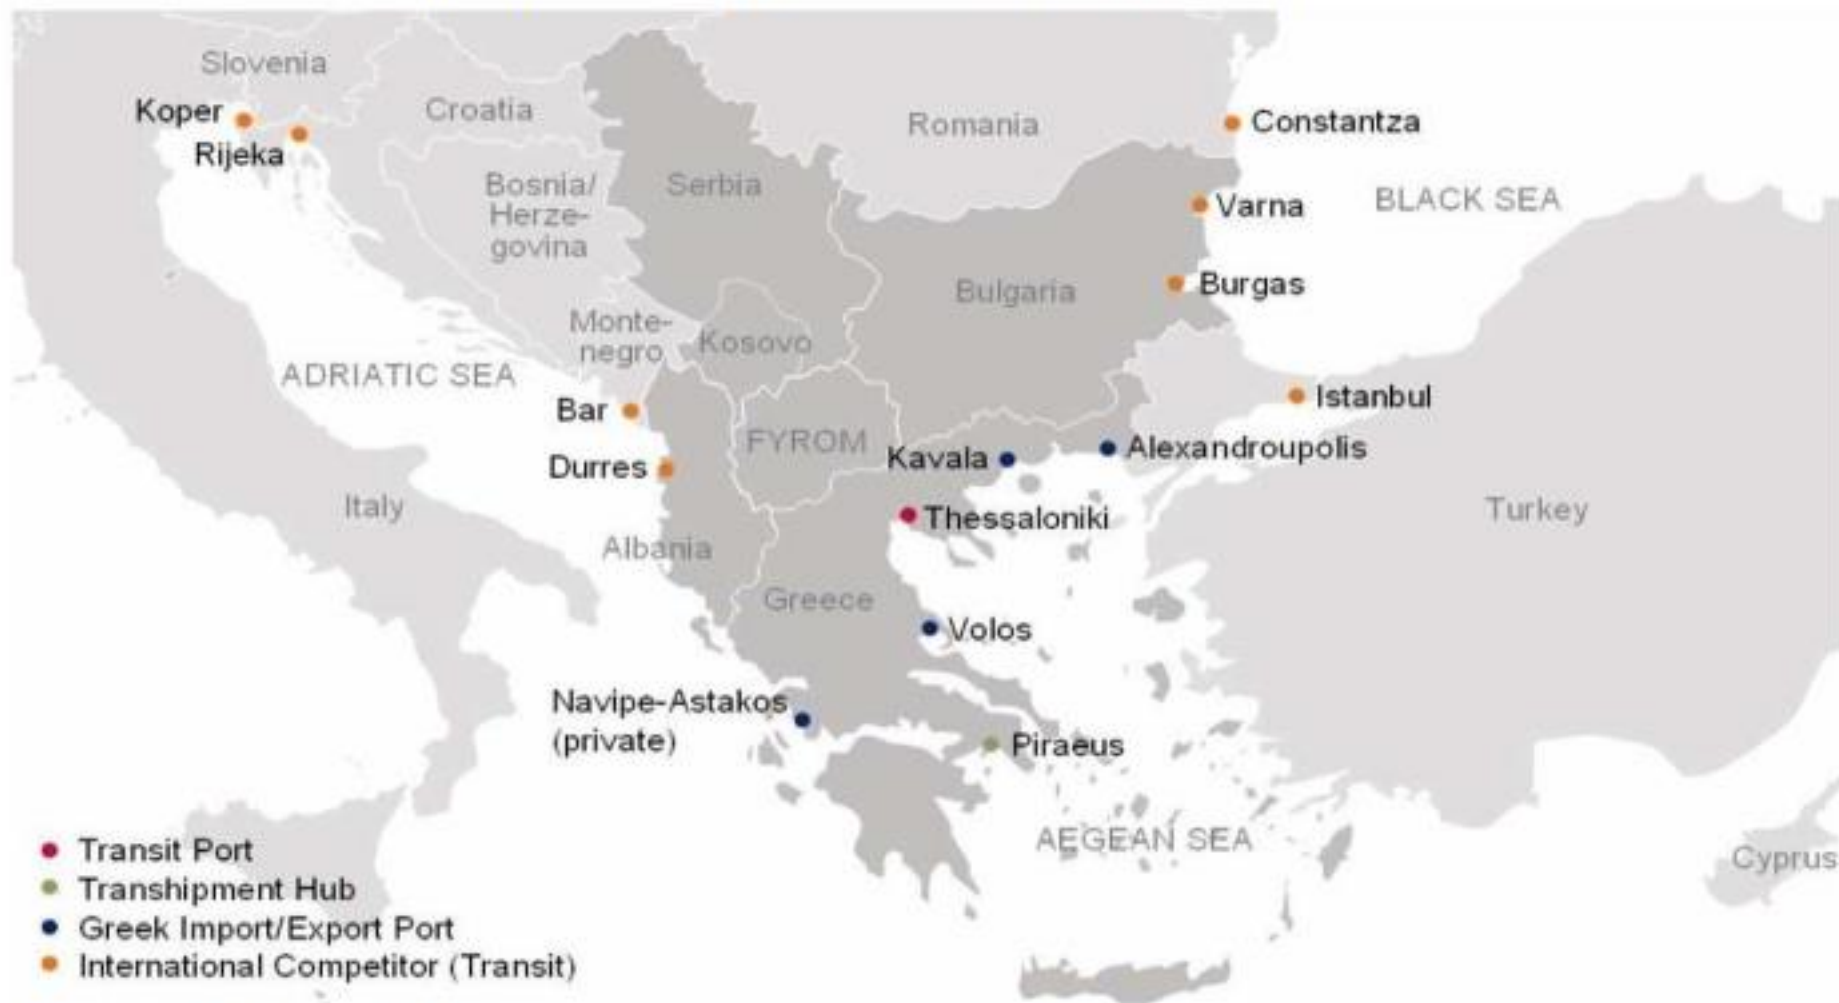 Slovenia
Koper
Croatia
Rijeka
Romania
Constantza
Bosnia/
Herze-
govina
Serbia
Varna
BLACK SEA
Bulgaria
Burgas
Monte-
negro
Kosovo
ADRIATIC SEA
Bar
Istanbul
FYROM
Kavala
Alexandroupolis
Durres
Italy
Thessaloniki
Turkey
Albania
Greece
Volos
Navipe-Astakos
(private)
Piraeus
AEGEAN SEA
Cyprus
Transit Port
Transhipment Hub
Greek Import/Export Port
International Competitor (Transit)